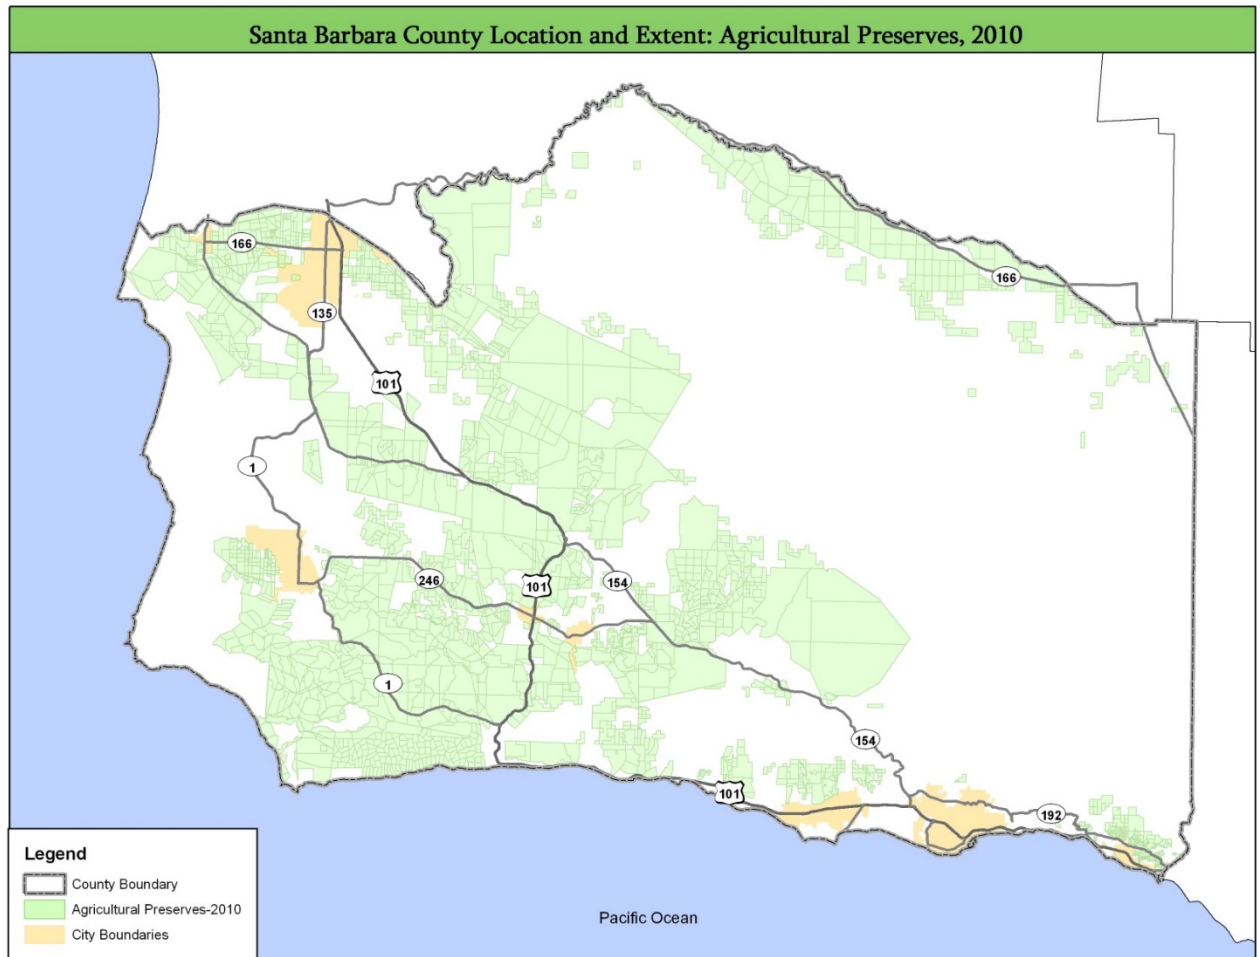 Santa Barbara County Location and Extent: Agricultural Preserves, 2010
166
166
135
101
1
246
101
154
1
154
101
192
Legend
County Boundary
Agricultural Preserves-2010
City Boundaries
Pacific Ocean